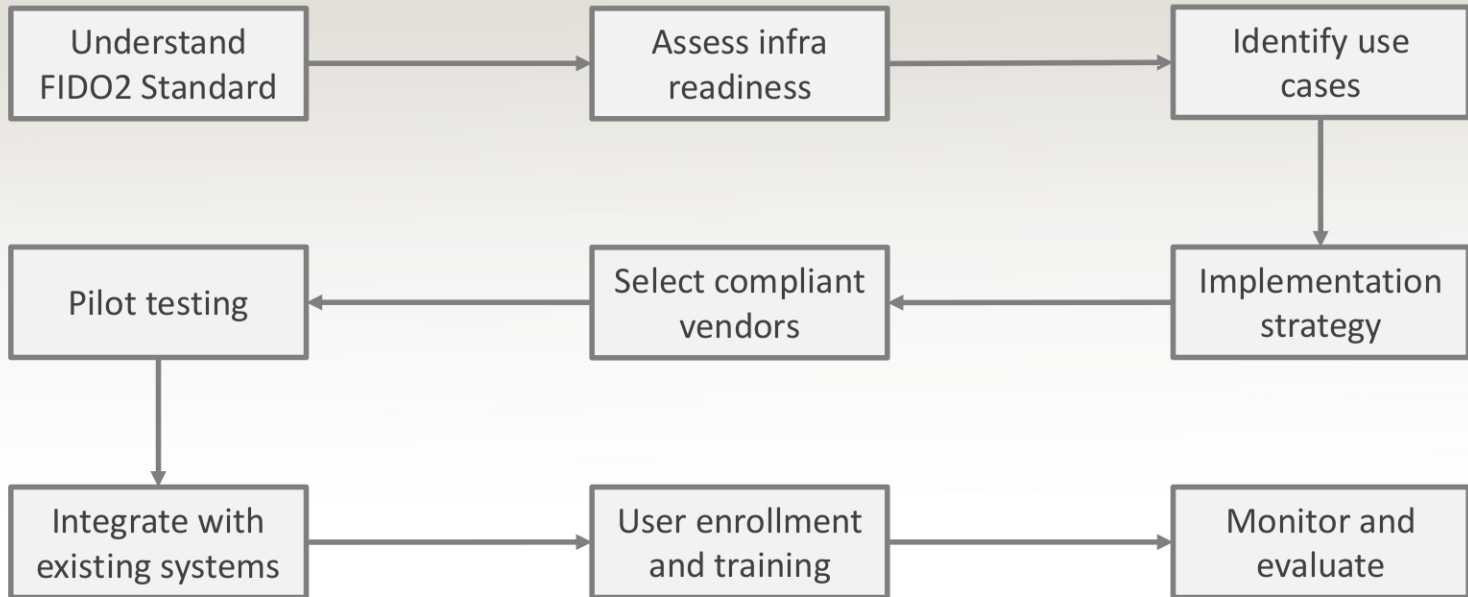 Understand
FIDO2 Standard
Assess infra
readiness
Identify use
cases
Implementation
strategy
Select compliant
vendors
Pilot testing
Integrate with
existing systems
User enrollment
and training
Monitor and
evaluate